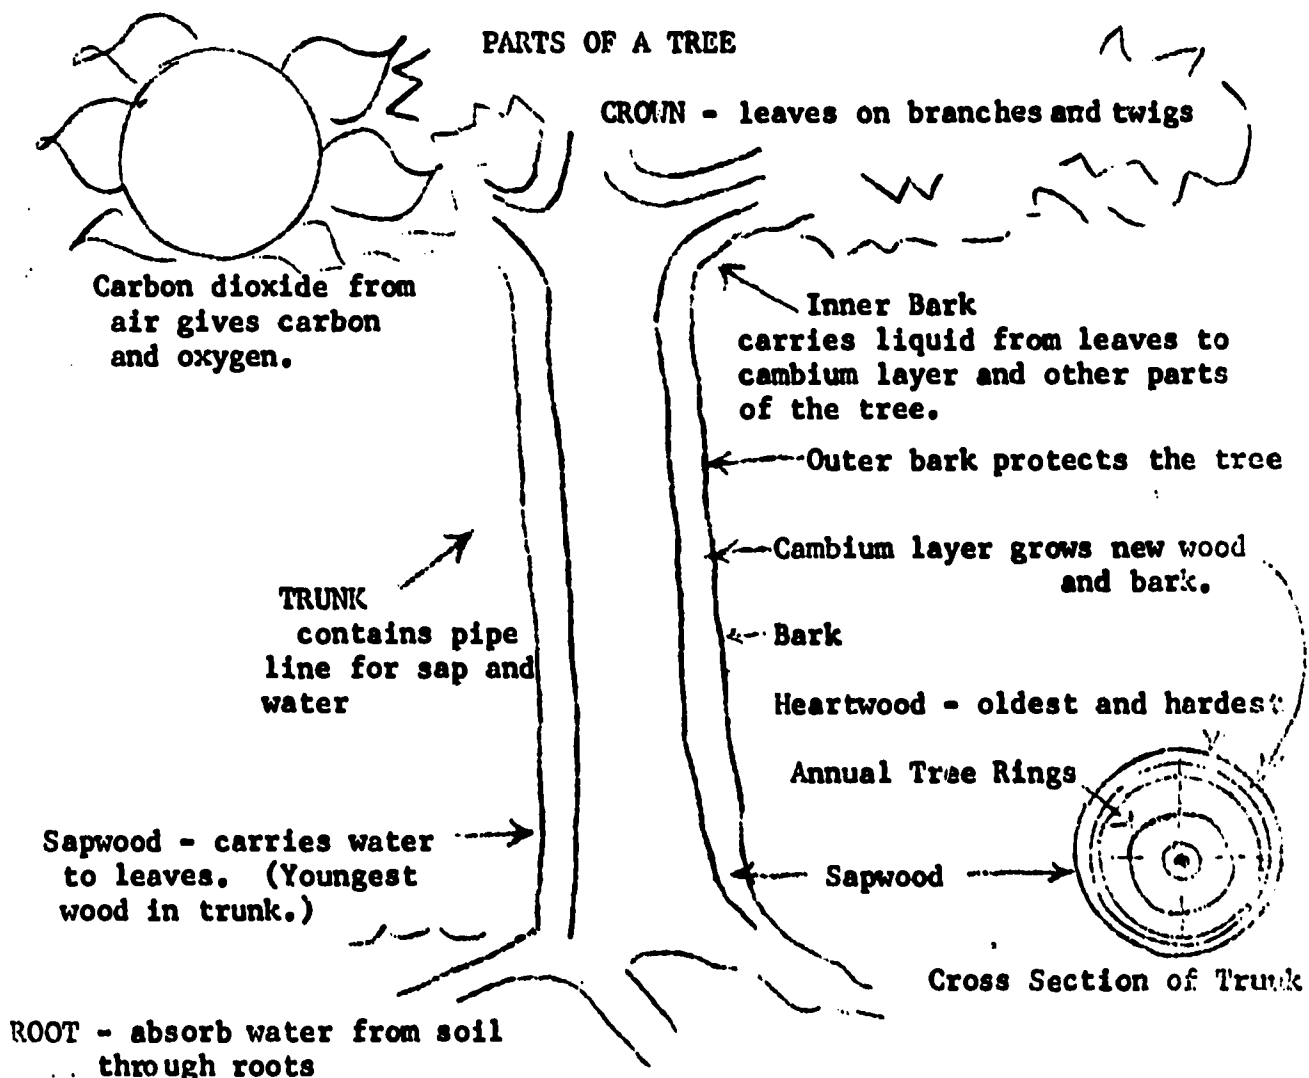 PARTS OF A TREE
CROWN - leaves on branches and twigs
Carbon dioxide from
air gives carbon
and oxygen.
Inner Bark
carries liquid from leaves to
cambium layer and other parts
of the tree.
Outer bark protects the tree
Cambium layer grows new wood
and bark.
TRUNK
contains pipe
line for sap and
water
Bark
Heartwood - oldest and hardest
Annual Tree Rings
Sapwood - carries water
to leaves. (Youngest
wood in trunk.)
Sapwood
Cross Section of Trunk
ROOT - absorb water from soil
through roots